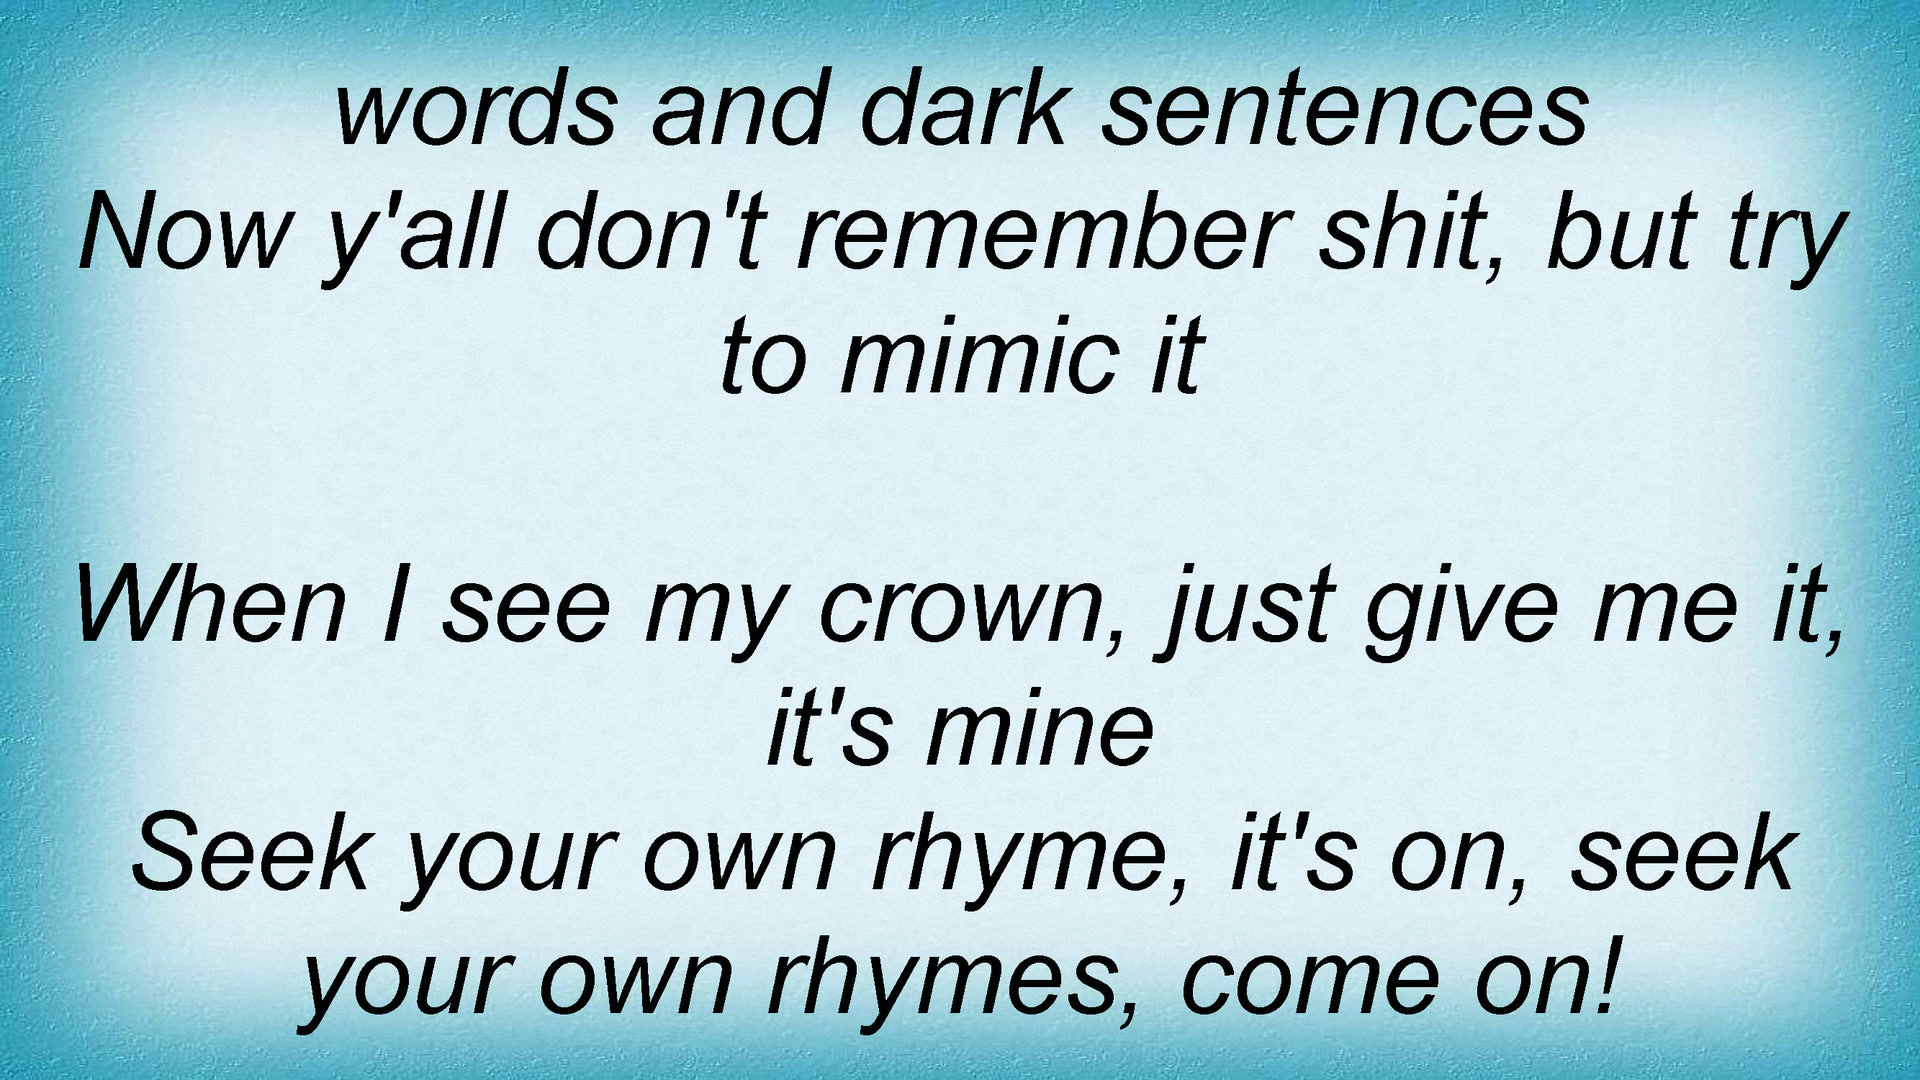 words and dark sentences
Now y'all don't remember shit, but try
to mimic it
When I see my crown, just give me it,
it's mine
Seek your own rhyme, it's on, seek
your own rhymes, come on!